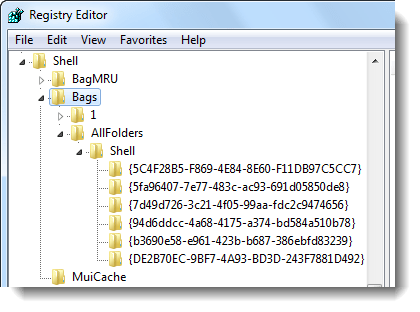 Registry Editor
File Edit View Favorites Help
Shell
BagMRU
Bags
1
AllFolders
Shell
{5C4F28B5-F869-4E84-8E60-F11DB97C5CC7}
{5fa96407-7e77-483c-ac93-691d05850de8}
{7d49d726-3c21-4f05-99aa-fdc2c9474656}
{94d6ddcc-4a68-4175-a374-bd584a510b78}
{b3690e58-e961-423b-b687-386ebfd83239}
{DE2B70EC-9BF7-4A93-BD3D-243F7881D492}
MuiCache